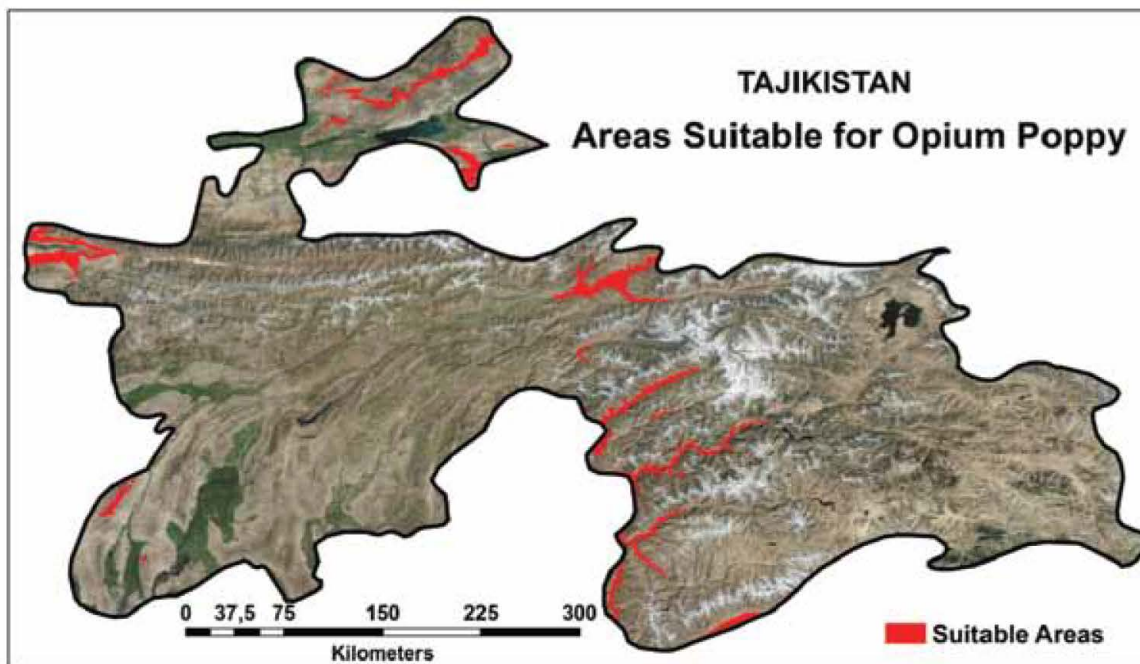 TAJIKISTAN
Areas Suitable for Opium Poppy
0 37,5 75 150 225 300
Kilometers
Suitable Areas